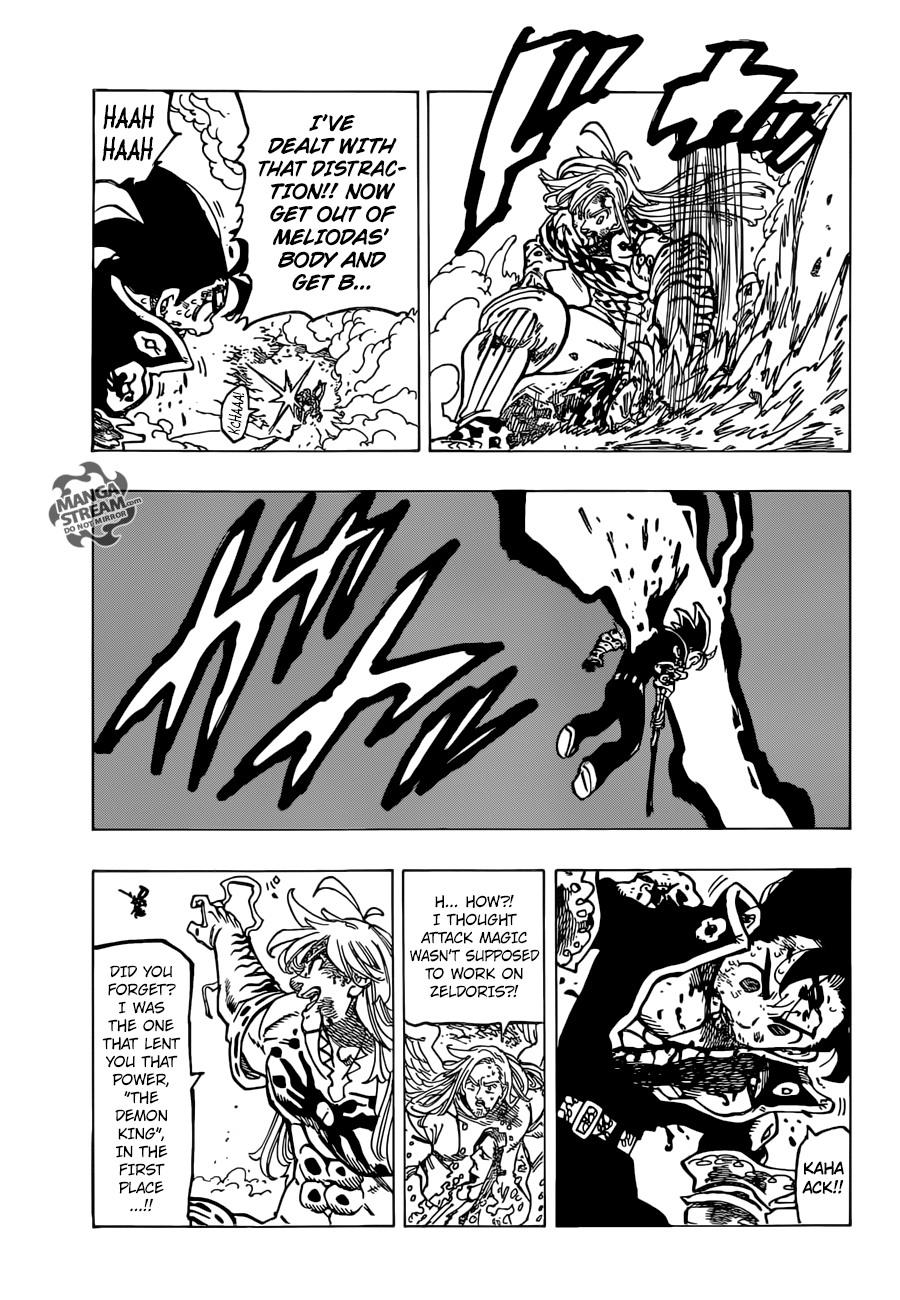 HAAH
HAAH
I'VE
DEALT WITH
THAT DISTRAC-
TION!! NOW
GET OUT OF
MELIODAS'
BODY AND
GET B...
KCHAAA!
MANGA
STREAM.com
DO NOT MIRROR
KAHA
ACK!!
H... HOW?!
I THOUGHT
ATTACK MAGIC
WASN'T SUPPOSED
TO WORK ON
ZELDORIS?!
DID YOU
FORGET?
I WAS
THE ONE
THAT LENT
YOU THAT
POWER,
"THE
DEMON
KING",
IN THE
FIRST
PLACE
...!!